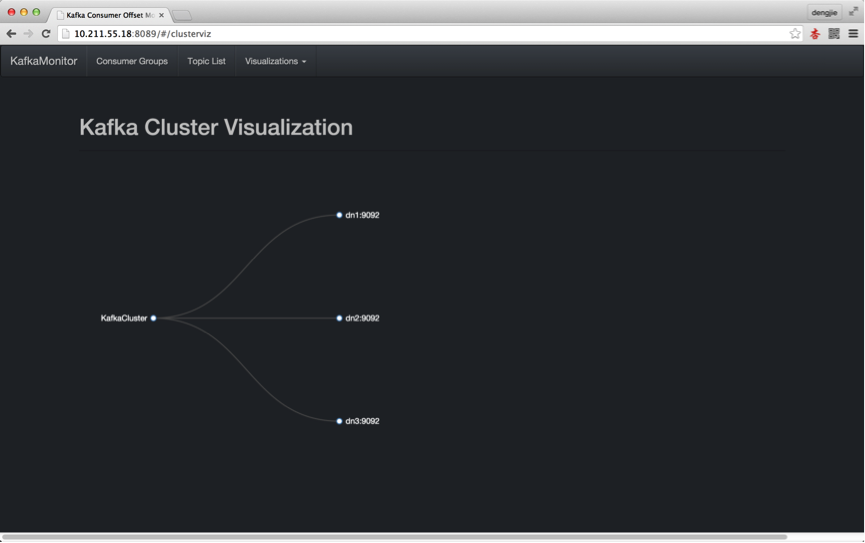 Kafka Consumer Offset Mo
dengjie
10.211.55.18:8089/#/clusterviz
KafkaMonitor Consumer Groups Topic List Visualizations
Kafka Cluster Visualization
dn1:9092
KafkaCluster dn2:9092
dn3:9092